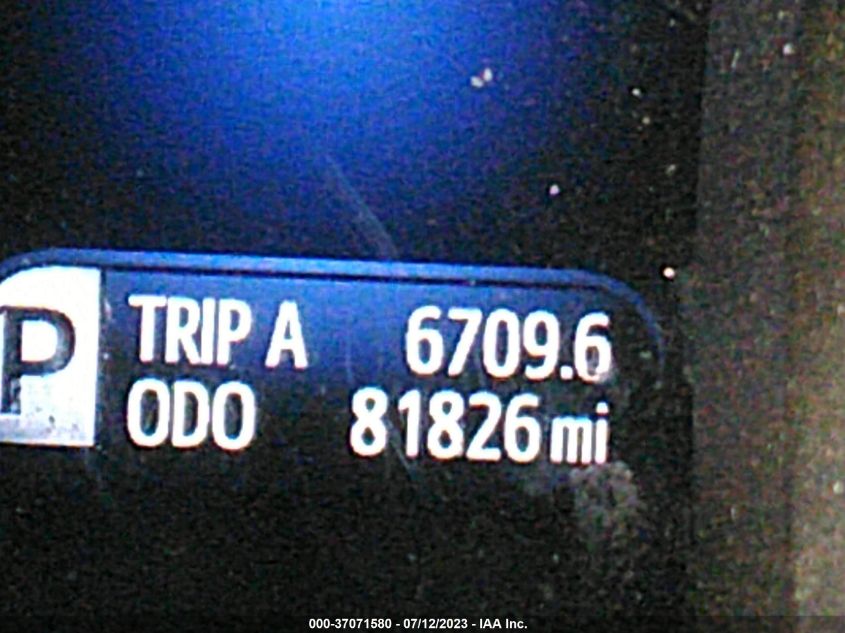 P
TRIP A 6709.6
ODO 81826 mi
000-37071580 - 07/12/2023 - IAA Inc.